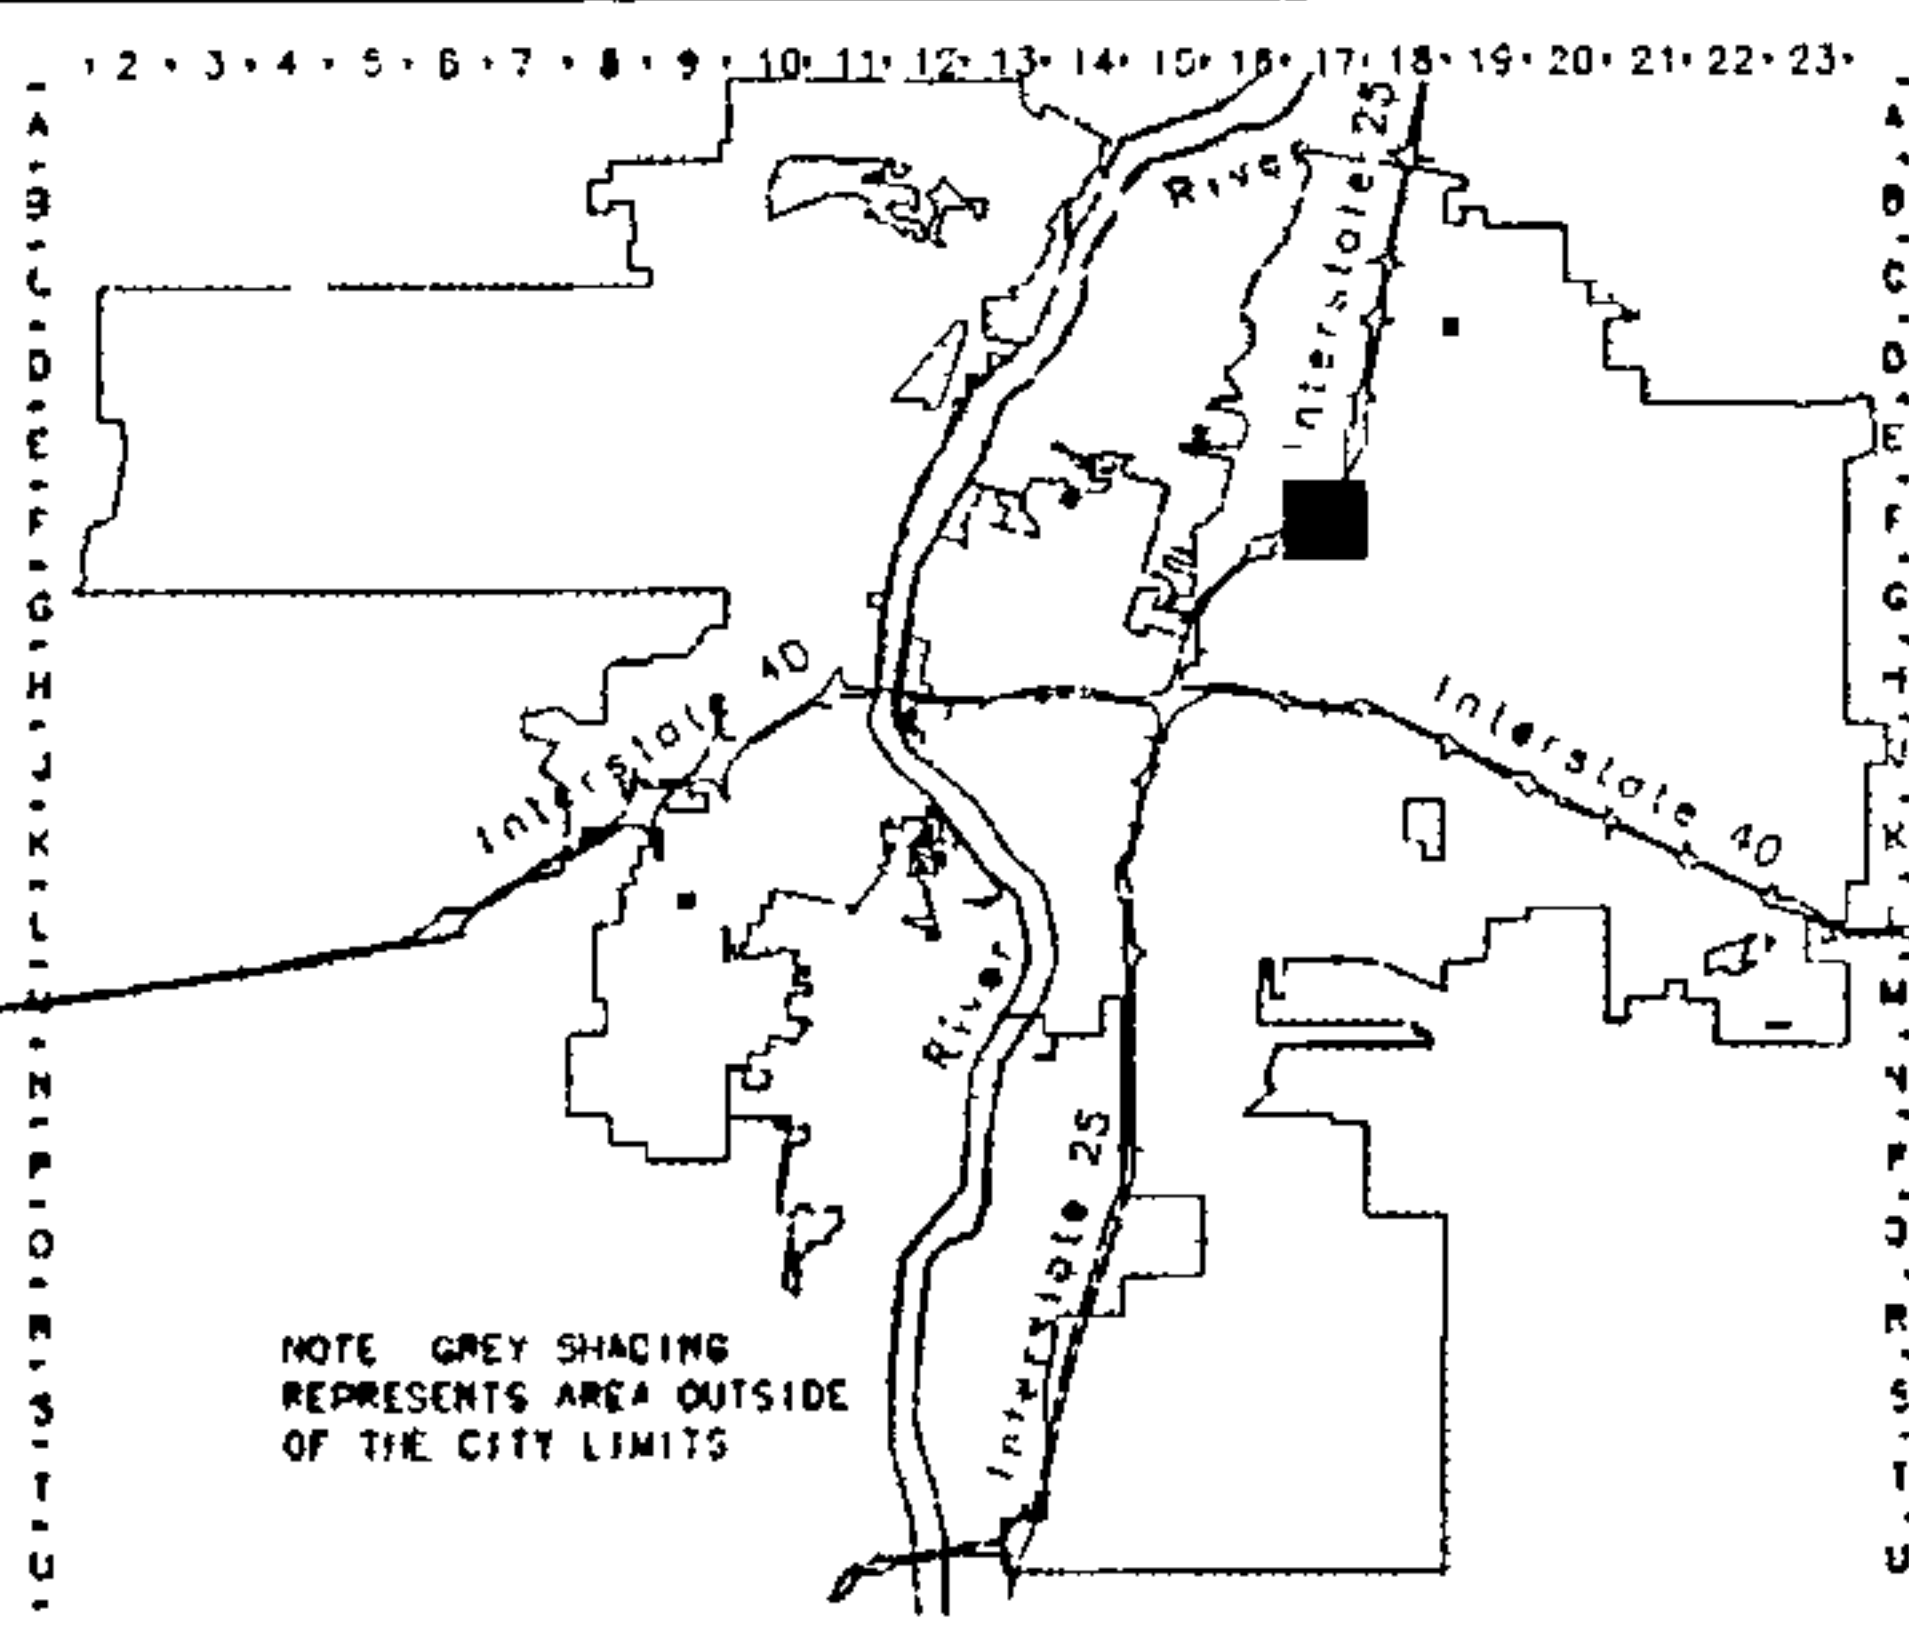 2 3 4 5 6 7 8 9 10 11 12 13 14 15 16 17 18 19 20 21 22 23
A A
B B
C C
D D
E E
F F
G G
H H
J J
K K
L L
M M
N N
P P
Q Q
R R
S S
T T
U U
River
Interstate 25
Interstate 40
Interstate 40
River
Interstate 25
NOTE GREY SHADING
REPRESENTS AREA OUTSIDE
OF THE CITY LIMITS